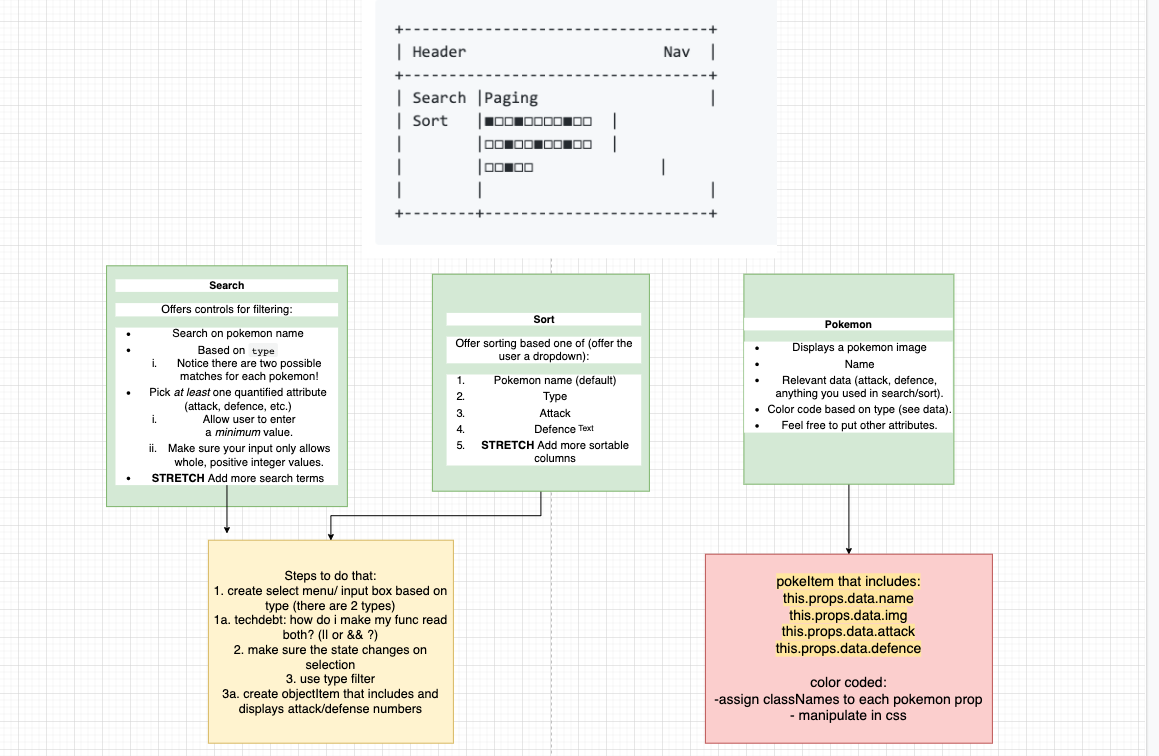 +----------------------------------+
| Header Nav |
+----------------------------------+
| Search |Paging |
| Sort |■□□■□□□□■□□ |
| |□□■□□■□□■□□ |
| |□□■□□ |
| | |
+--------+-------------------------+
Search
Offers controls for filtering:
• Search on pokemon name
• Based on type
i. Notice there are two possible
matches for each pokemon!
• Pick at least one quantified attribute
(attack, defence, etc.)
i. Allow user to enter
a minimum value.
ii. Make sure your input only allows
whole, positive integer values.
• STRETCH Add more search terms
Sort
Offer sorting based one of (offer the
user a dropdown):
1. Pokemon name (default)
2. Type
3. Attack
4. Defence Text
5. STRETCH Add more sortable
columns
Pokemon
• Displays a pokemon image
• Name
• Relevant data (attack, defence,
anything you used in search/sort).
• Color code based on type (see data).
• Feel free to put other attributes.
Steps to do that:
1. create select menu/ input box based on
type (there are 2 types)
1a. techdebt: how do i make my func read
both? (|| or && ?)
2. make sure the state changes on
selection
3. use type filter
3a. create objectItem that includes and
displays attack/defense numbers
pokeItem that includes:
this.props.data.name
this.props.data.img
this.props.data.attack
this.props.data.defence
color coded:
-assign classNames to each pokemon prop
- manipulate in css